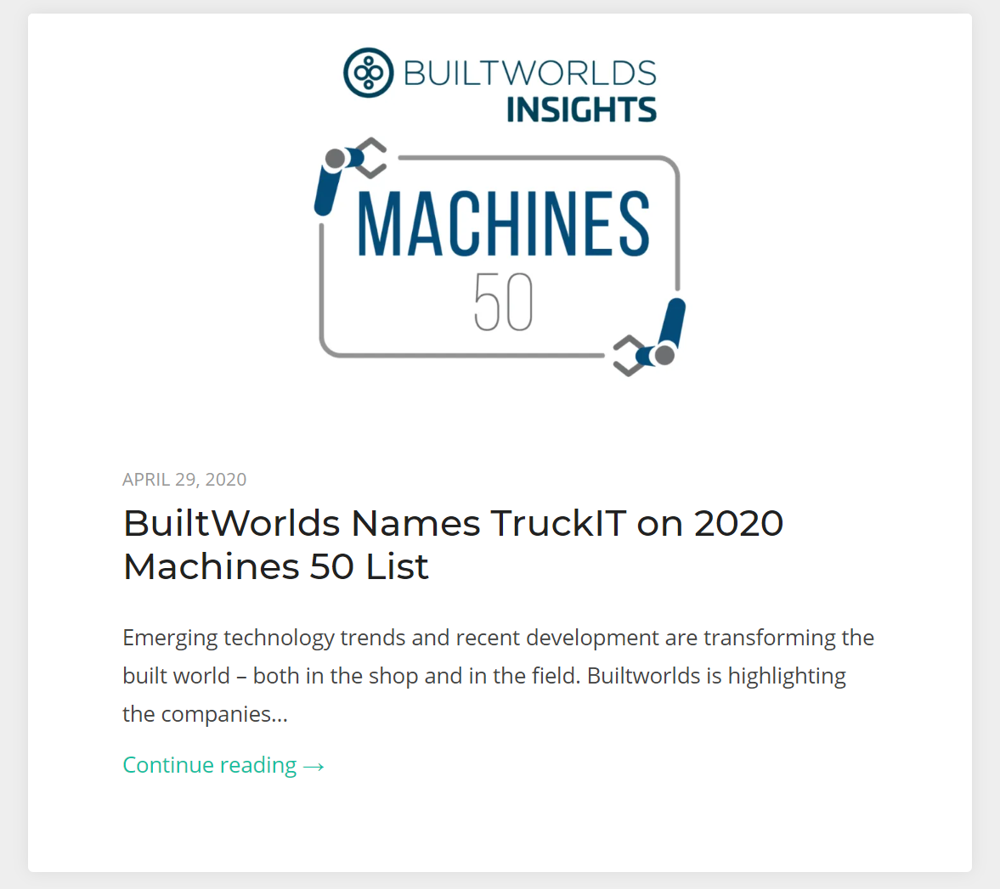 BUILTWORLDS
INSIGHTS
MACHINES
50
APRIL 29, 2020
BuiltWorlds Names TruckIT on 2020
Machines 50 List
Emerging technology trends and recent development are transforming the
built world – both in the shop and in the field. Builtworlds is highlighting
the companies...
Continue reading →